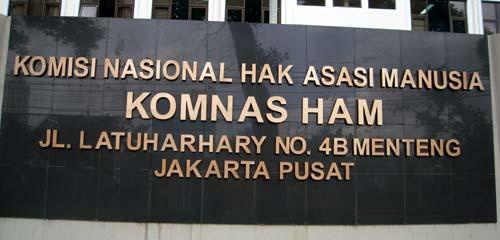 KOMISI NASIONAL HAK ASASI MANUSIA
KOMNAS HAM
JL. LATUHARHARY NO. 4B MENTENG
JAKARTA PUSAT